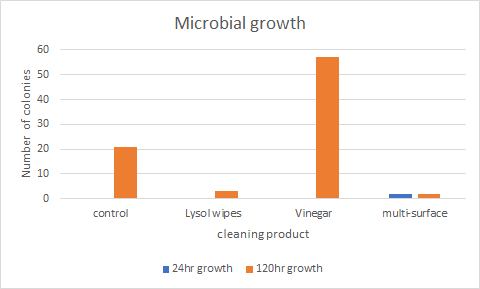 Microbial growth
Number of colonies
60
50
40
30
20
10
0
control Lysol wipes Vinegar multi-surface
cleaning product
24hr growth 120hr growth